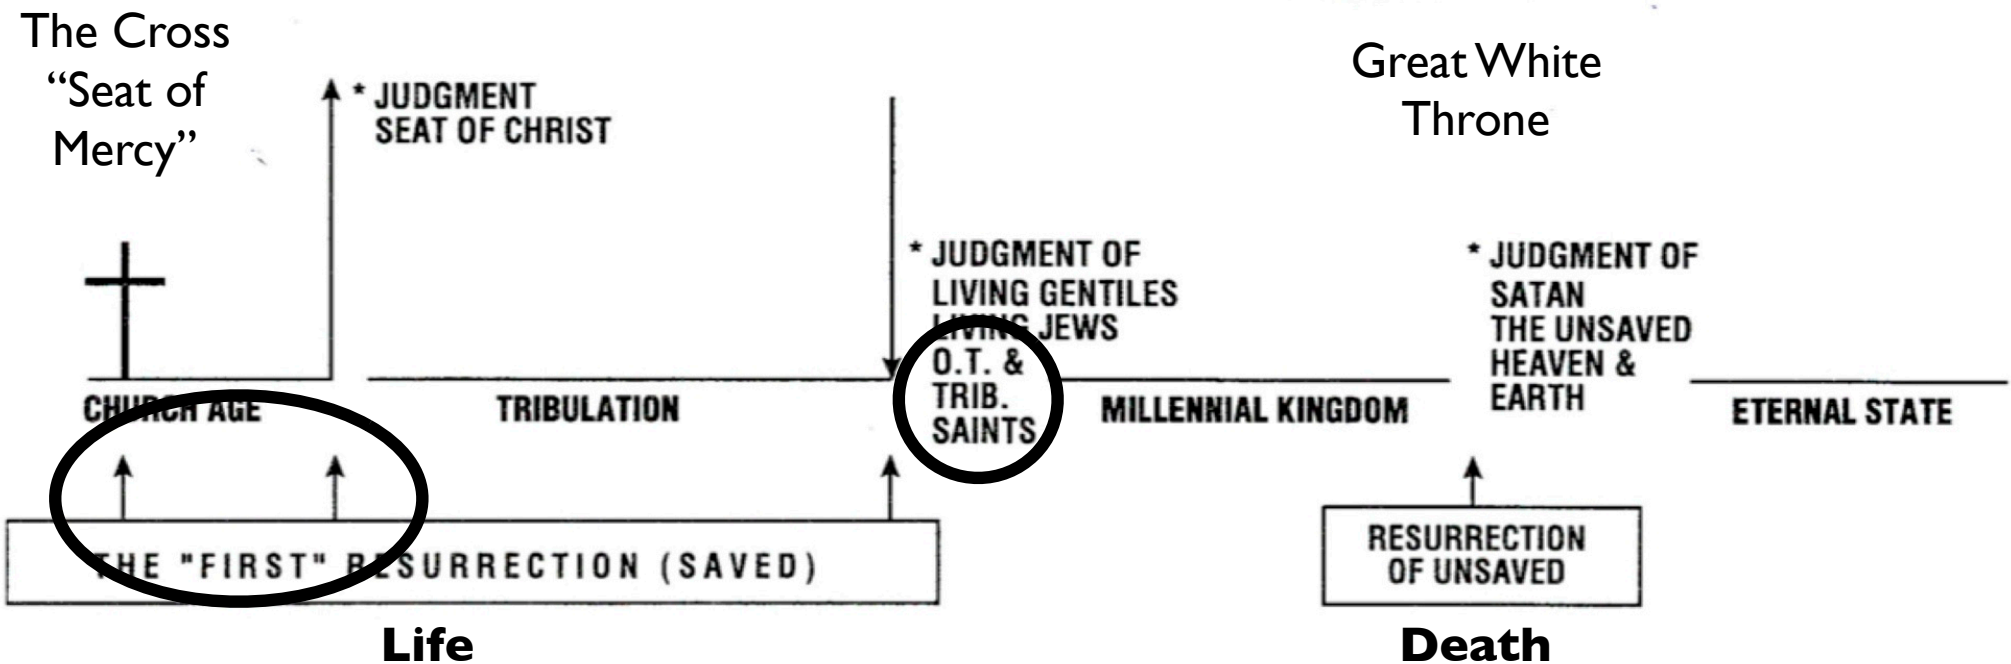 The Cross
“Seat of
Mercy”
* JUDGMENT
SEAT OF CHRIST
Great White
Throne
* JUDGMENT OF
LIVING GENTILES
LIVING JEWS
O.T. &
TRIB.
SAINTS
* JUDGMENT OF
SATAN
THE UNSAVED
HEAVEN &
EARTH
CHURCH AGE
TRIBULATION
MILLENNIAL KINGDOM
ETERNAL STATE
THE "FIRST" RESURRECTION (SAVED)
RESURRECTION
OF UNSAVED
Life
Death